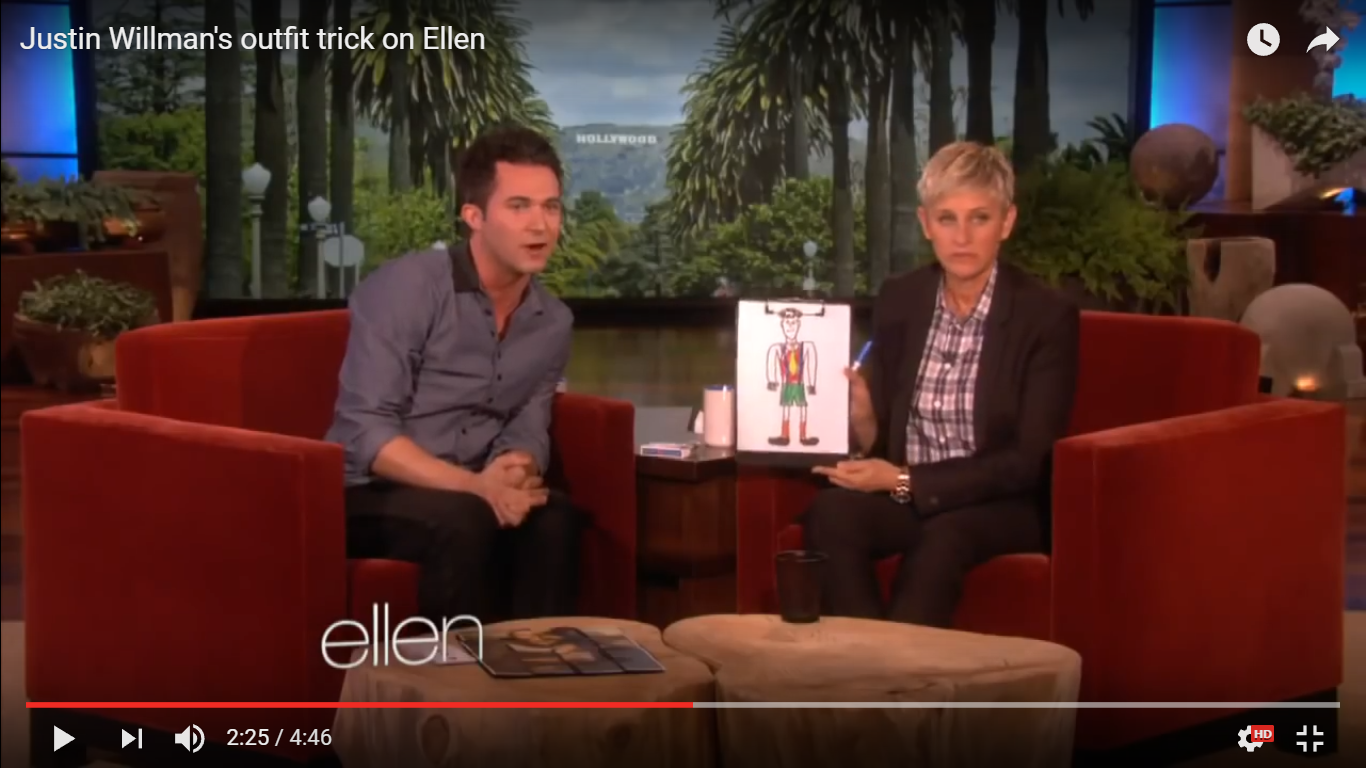 Justin Willman's outfit trick on Ellen
HOLLYWOOD
ellen
2:25 / 4:46
HD